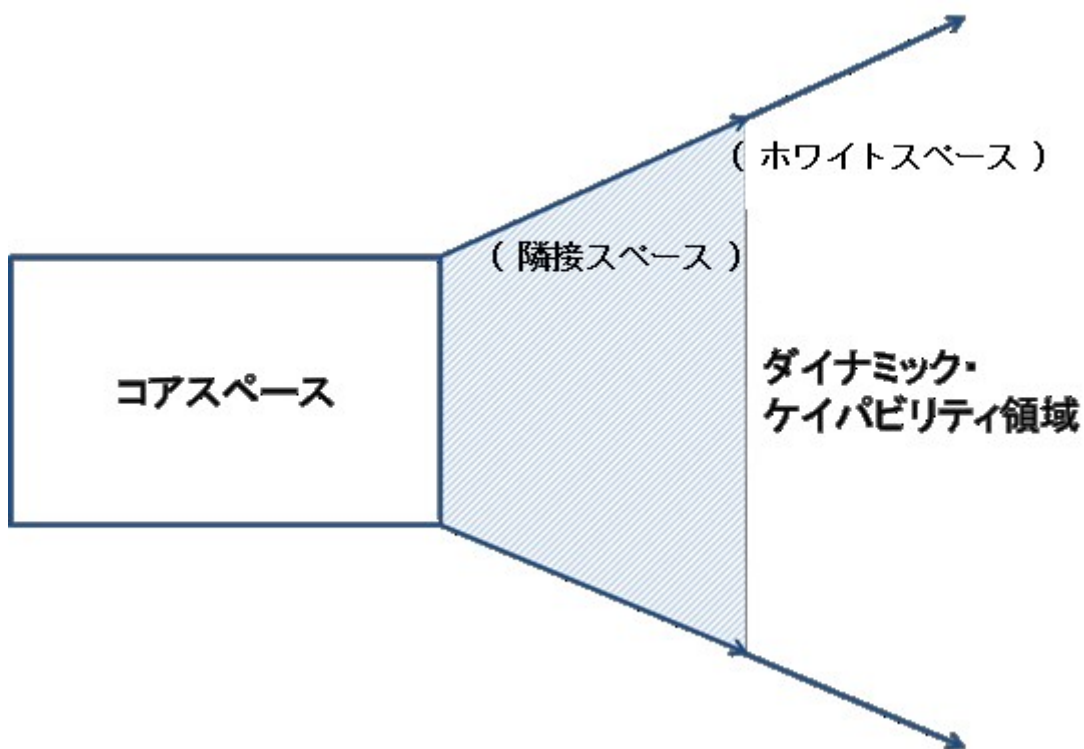 ( ホワイトスペース )
( 隣接スペース )
コアスペース
ダイナミック・
ケイパビリティ領域